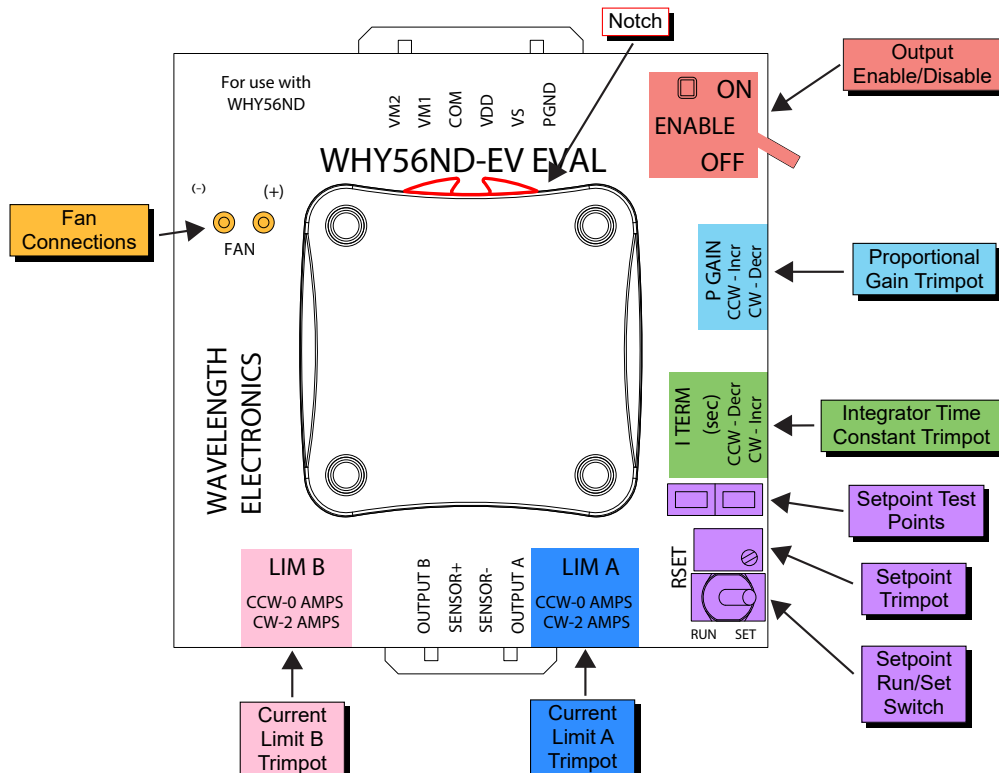 Notch
Output
Enable/Disable
For use with
WHY56ND
VM2
VM1
COM
VDD
VS
PGND
ON
ENABLE
OFF
WHY56ND-EV EVAL
(-)
(+)
FAN
Fan
Connections
P GAIN
CCW - Incr
CW - Decr
Proportional
Gain Trimpot
WAVELENGTH
ELECTRONICS
I TERM
(sec)
CCW - Decr
CW - Incr
Integrator Time
Constant Trimpot
Setpoint Test
Points
RSET
Setpoint
Trimpot
RUN
SET
Setpoint
Run/Set
Switch
LIM B
CCW-0 AMPS
CW-2 AMPS
OUTPUT B
SENSOR+
SENSOR-
OUTPUT A
LIM A
CCW-0 AMPS
CW-2 AMPS
Current
Limit B
Trimpot
Current
Limit A
Trimpot